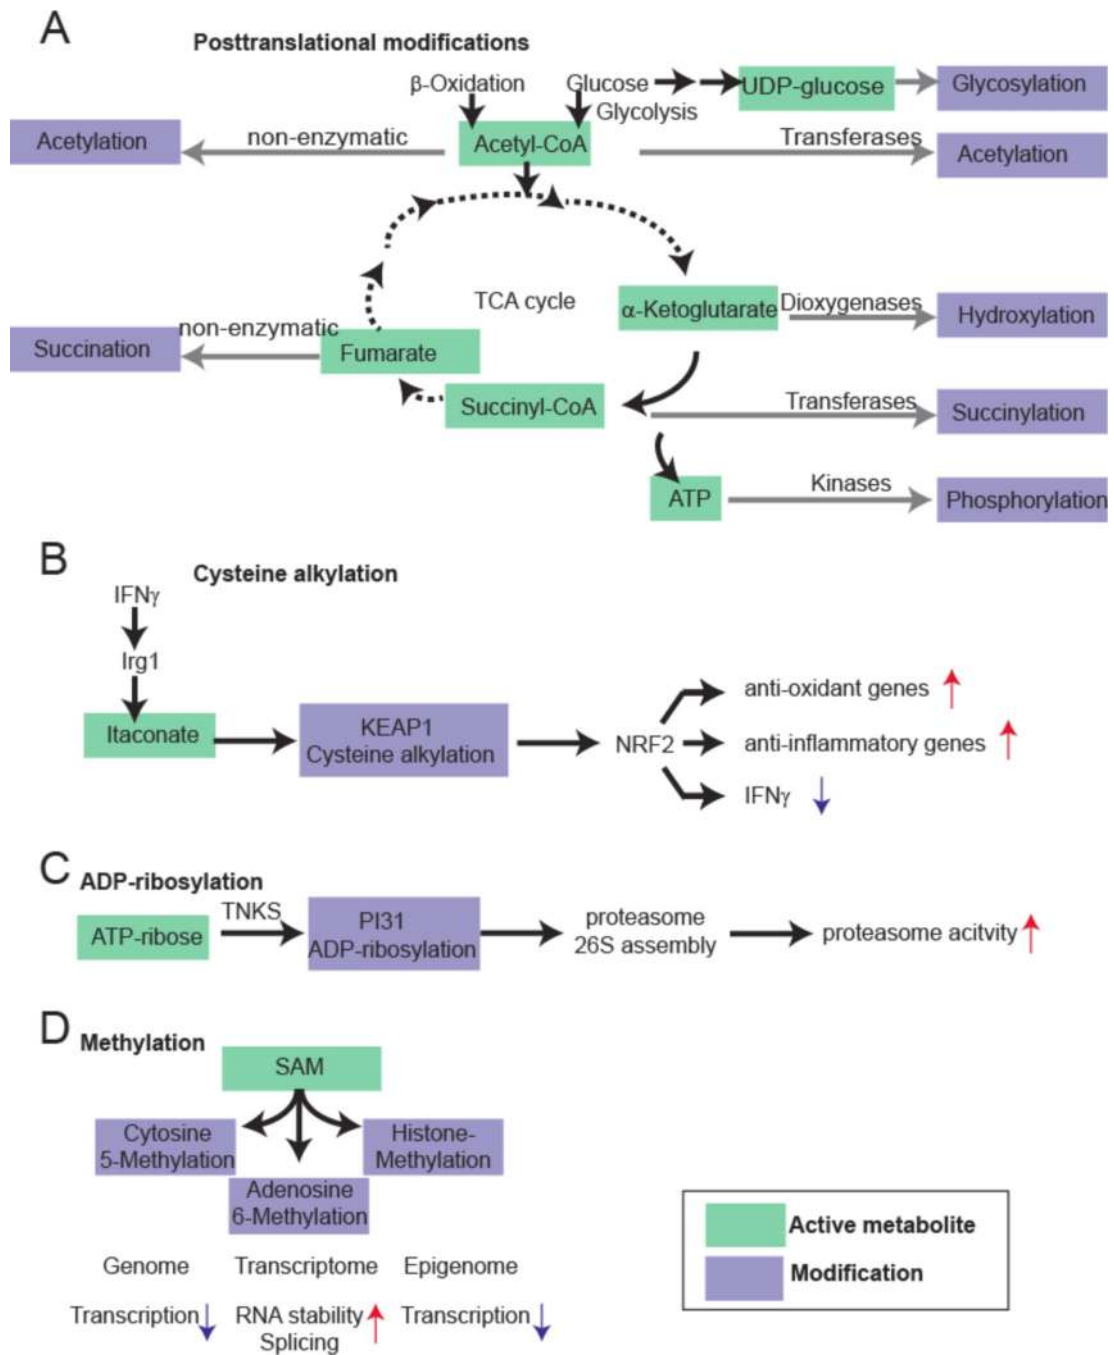 A
Posttranslational modifications
β-Oxidation
Glucose
UDP-glucose
Glycosylation
Glycolysis
Acetylation
non-enzymatic
Acetyl-CoA
Transferases
Acetylation
TCA cycle
α-Ketoglutarate
Dioxygenases
Hydroxylation
Succination
non-enzymatic
Fumarate
Succinyl-CoA
Transferases
Succinylation
ATP
Kinases
Phosphorylation
B
Cysteine alkylation
IFNγ
Irg1
Itaconate
KEAP1
Cysteine alkylation
NRF2
anti-oxidant genes
anti-inflammatory genes
IFNγ
C
ADP-ribosylation
ATP-ribose
TNKS
PI31
ADP-ribosylation
proteasome
26S assembly
proteasome acitvity
D
Methylation
SAM
Cytosine
5-Methylation
Histone-
Methylation
Adenosine
6-Methylation
Genome
Transcriptome
Epigenome
Transcription
RNA stability
Splicing
Transcription
Active metabolite
Modification